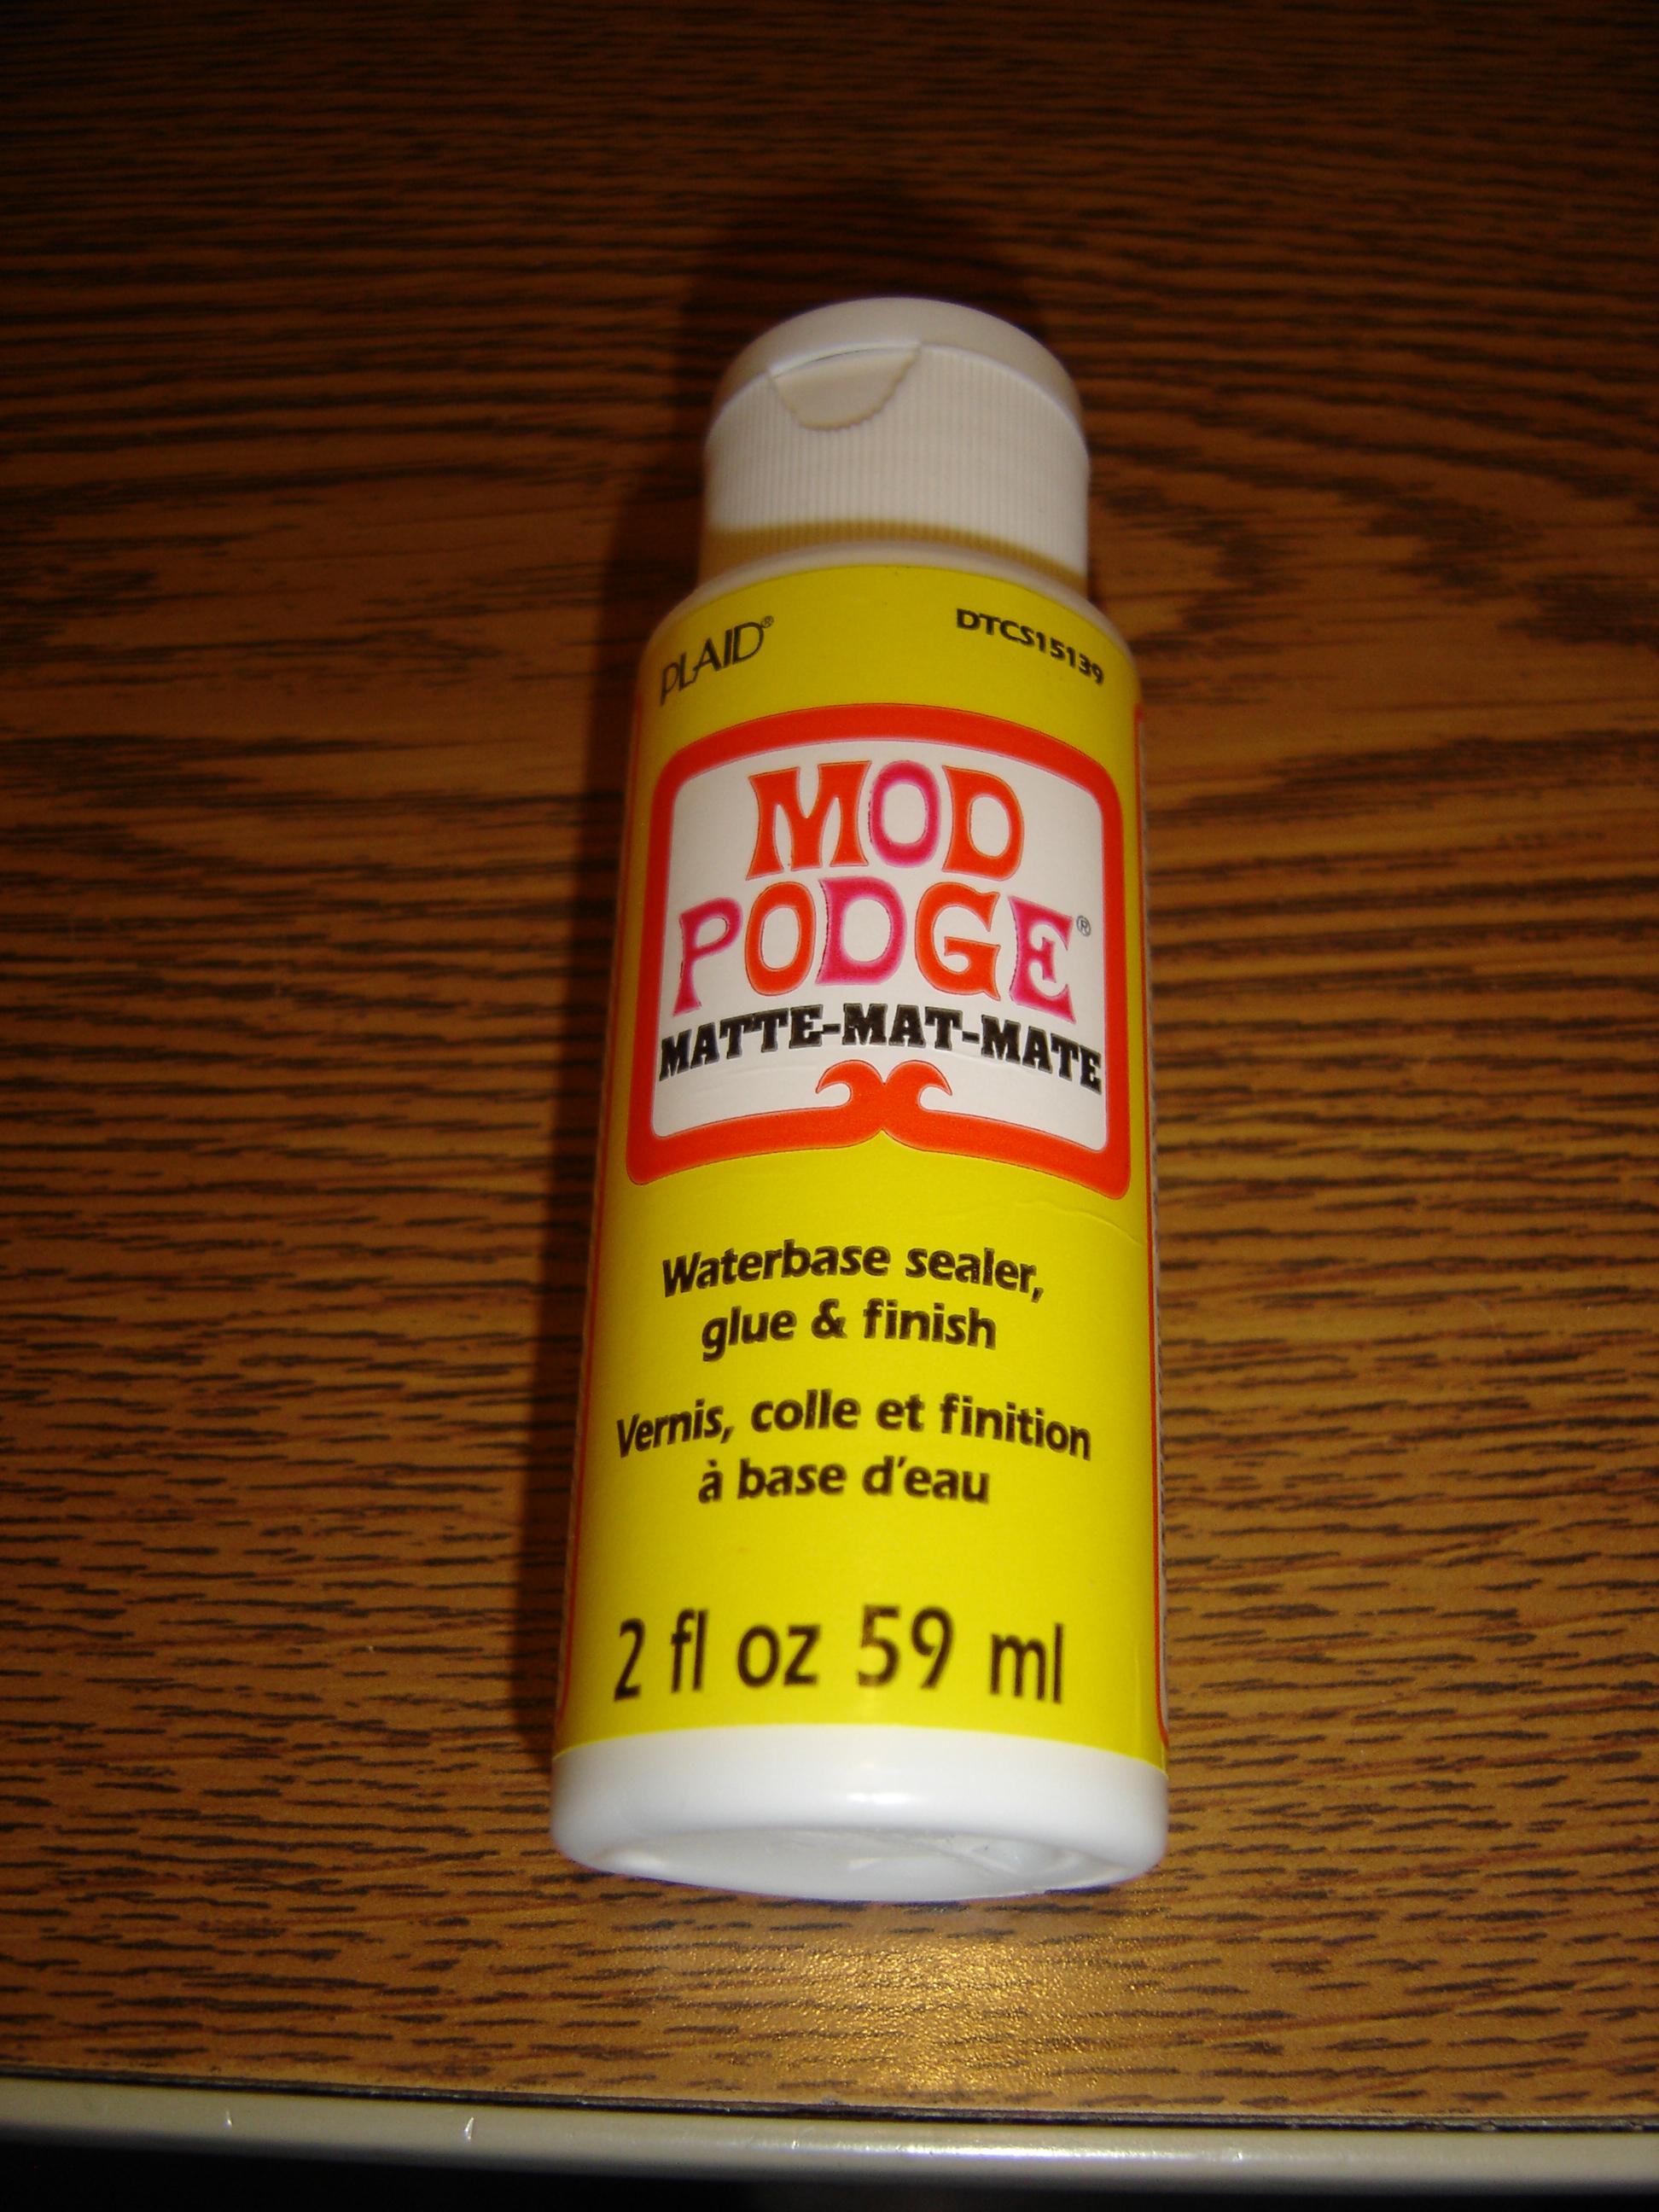 PLAID®
DTCS15139
MOD
PODGE®
MATTE-MAT-MATE
Waterbase sealer,
glue & finish
Vernis, colle et finition
à base d'eau
2 fl oz 59 ml